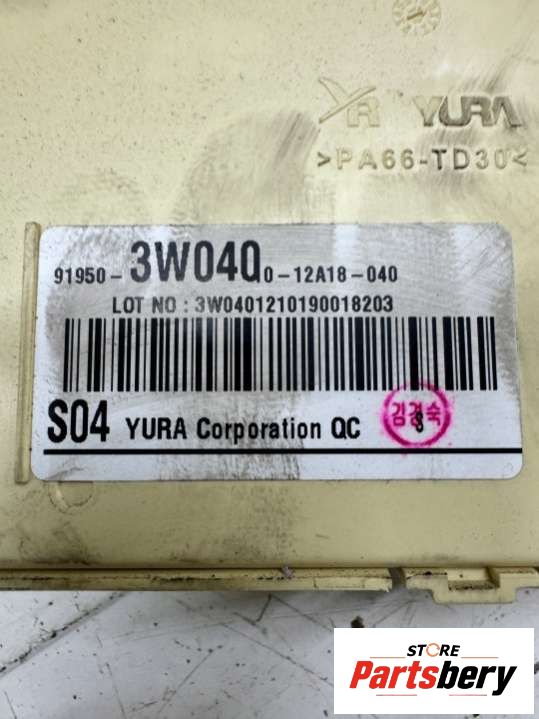 YR YURA
>PA66-TD30<
91950-3W040 0-12A18-040
LOT NO : 3W0401210190018203
S04 YURA Corporation QC
김경숙
STORE
Partsbery